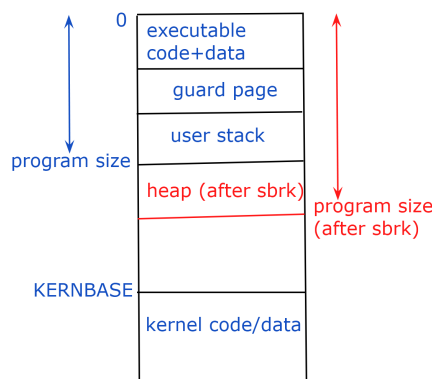 0
executable
code+data
guard page
user stack
program size
heap (after sbrk)
program size
(after sbrk)
KERNBASE
kernel code/data